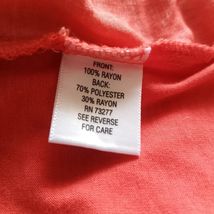 FRONT:
100% RAYON
BACK:
70% POLYESTER
30% RAYON
RN 73277
SEE REVERSE
FOR CARE